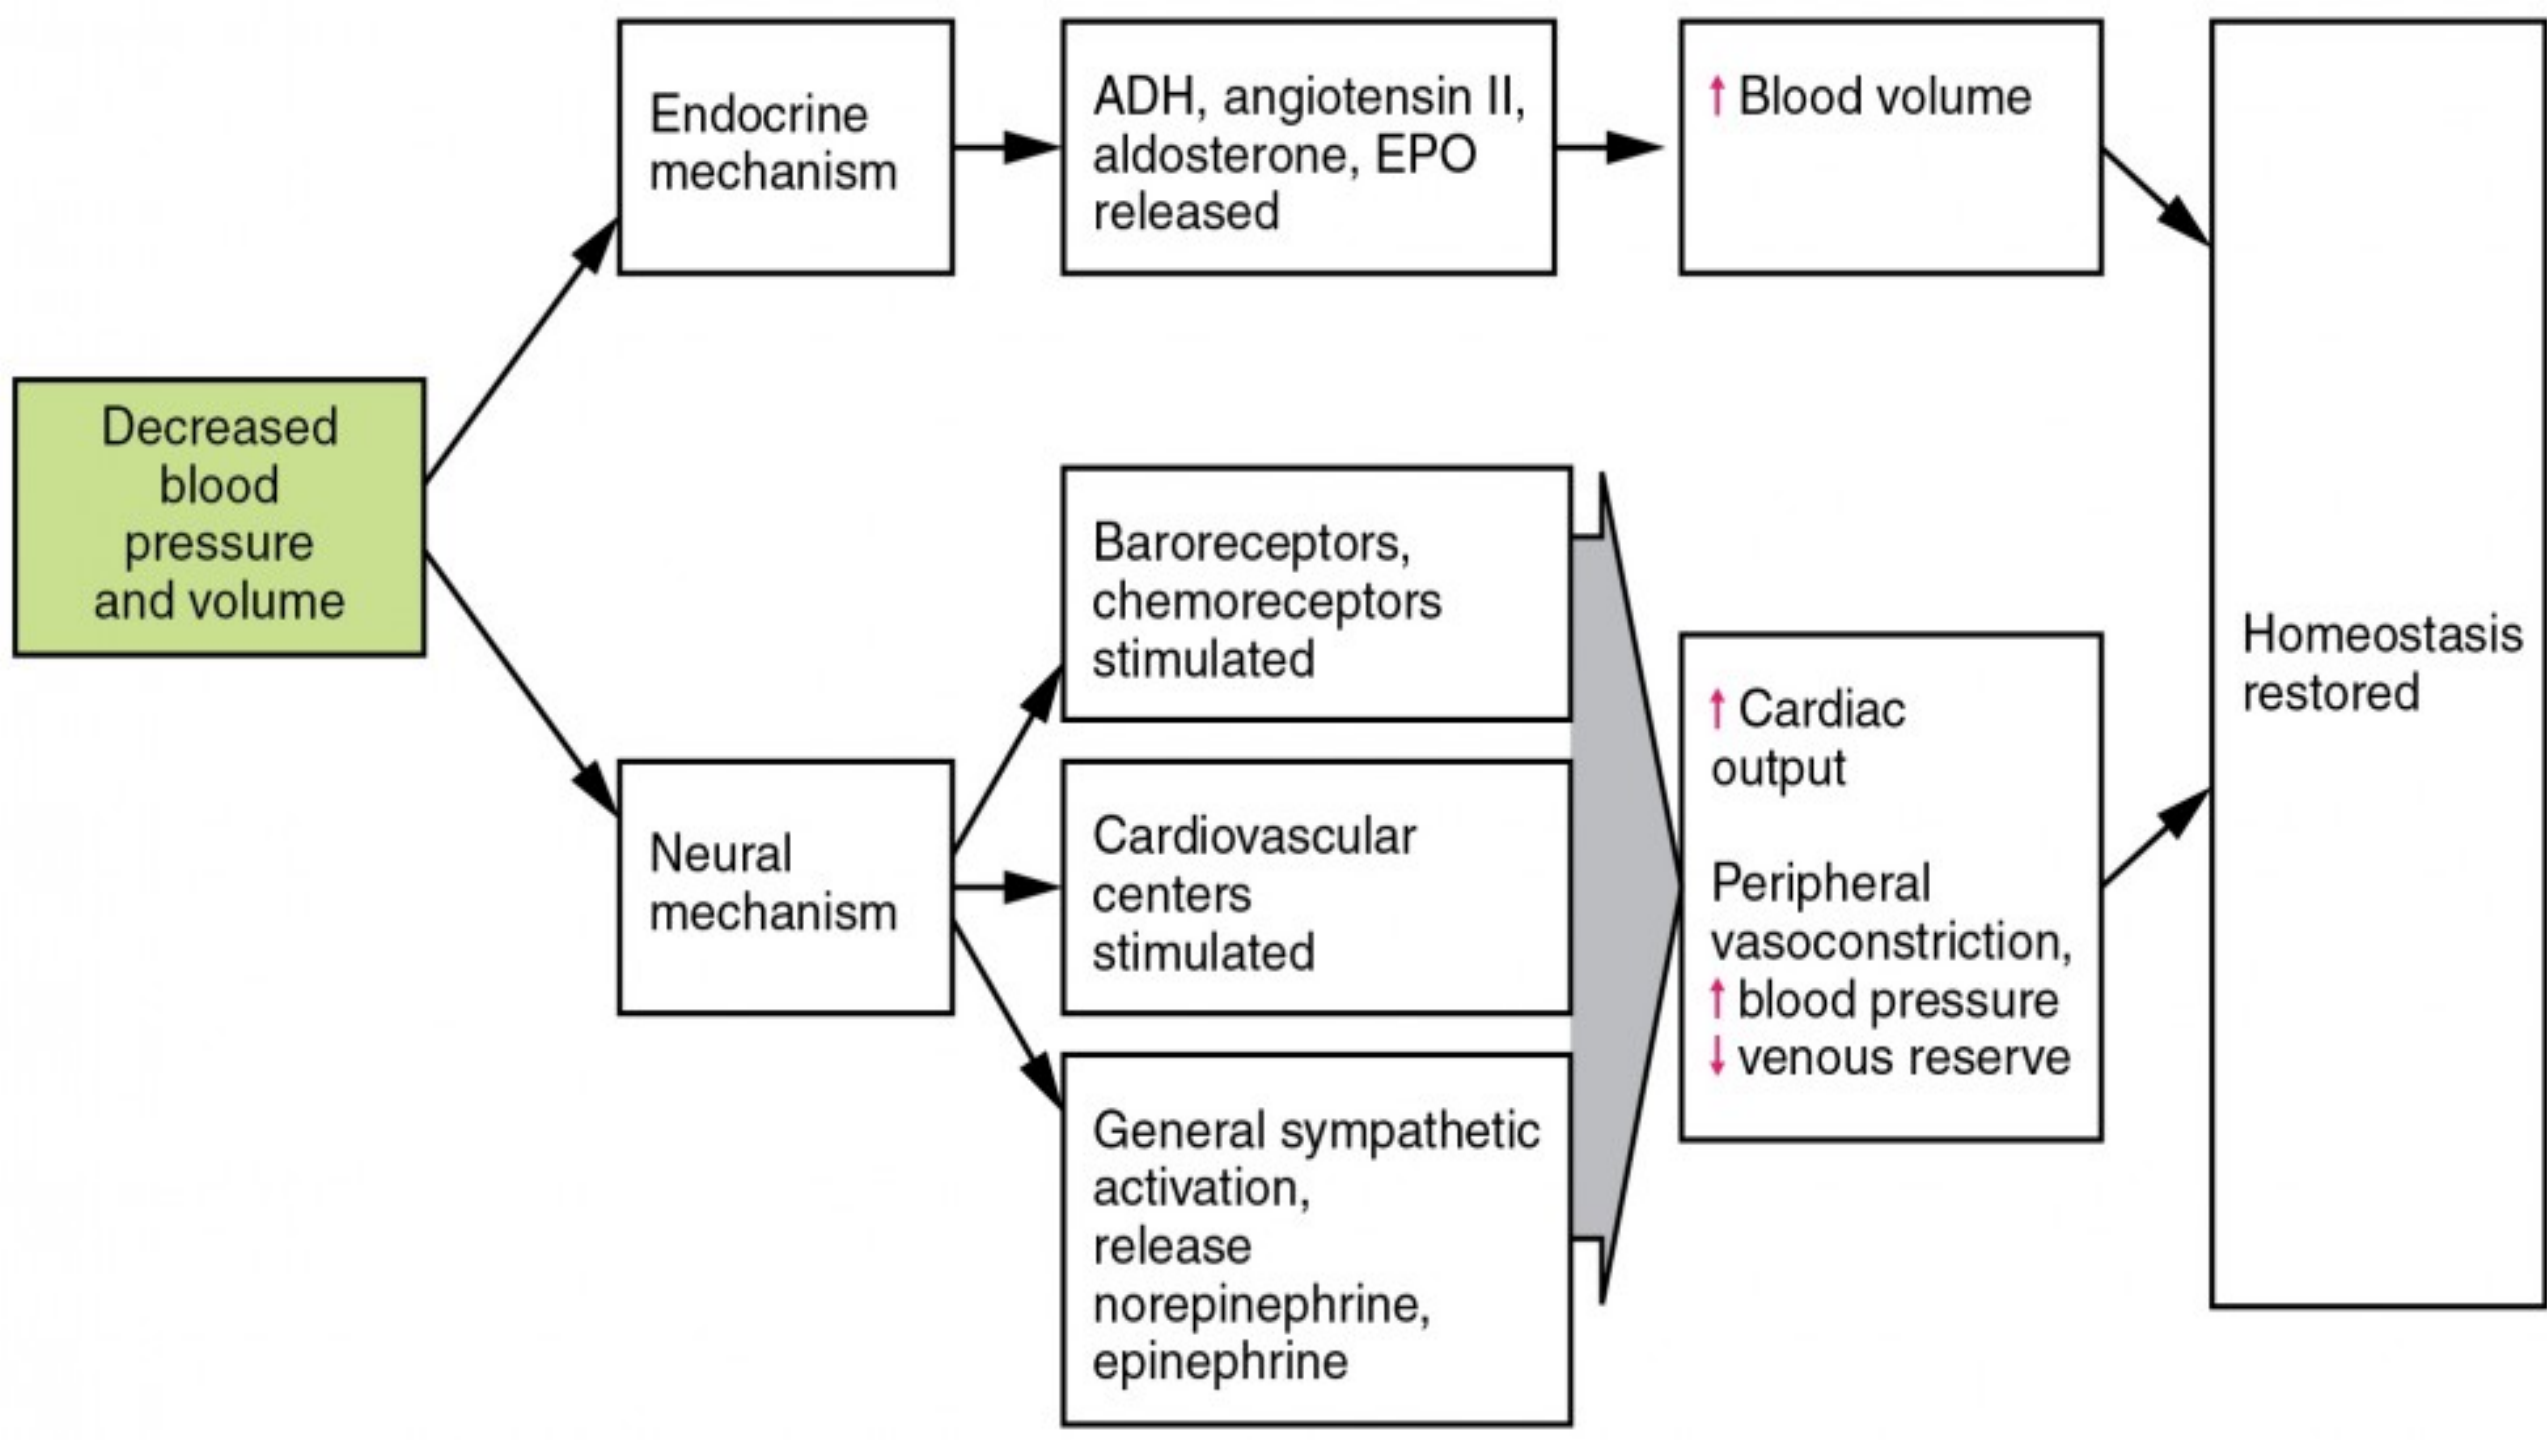 Decreased
blood
pressure
and volume
Endocrine
mechanism
ADH, angiotensin II,
aldosterone, EPO
released
↑ Blood volume
Neural
mechanism
Baroreceptors,
chemoreceptors
stimulated
Cardiovascular
centers
stimulated
General sympathetic
activation,
release
norepinephrine,
epinephrine
↑ Cardiac
output
Peripheral
vasoconstriction,
↑ blood pressure
↓ venous reserve
Homeostasis
restored